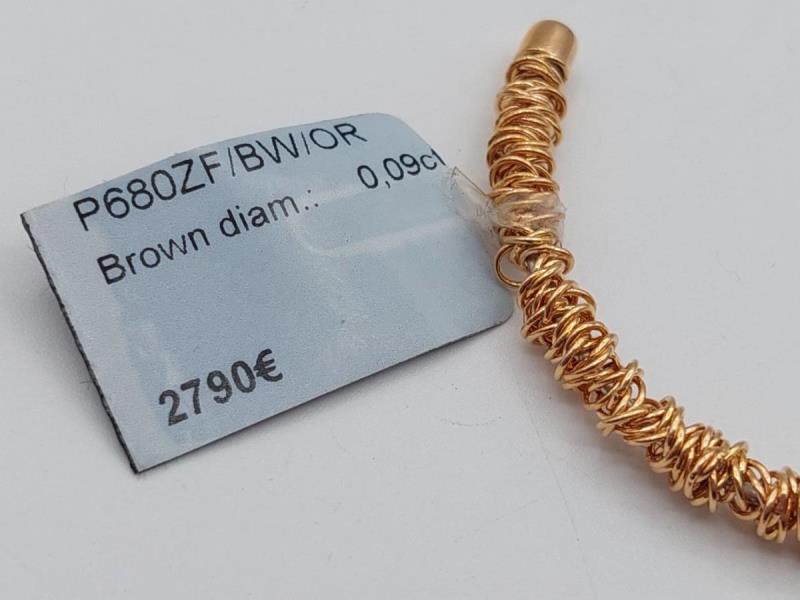 P680ZF/BW/OR
Brown diam.: 0,09ct
2790€